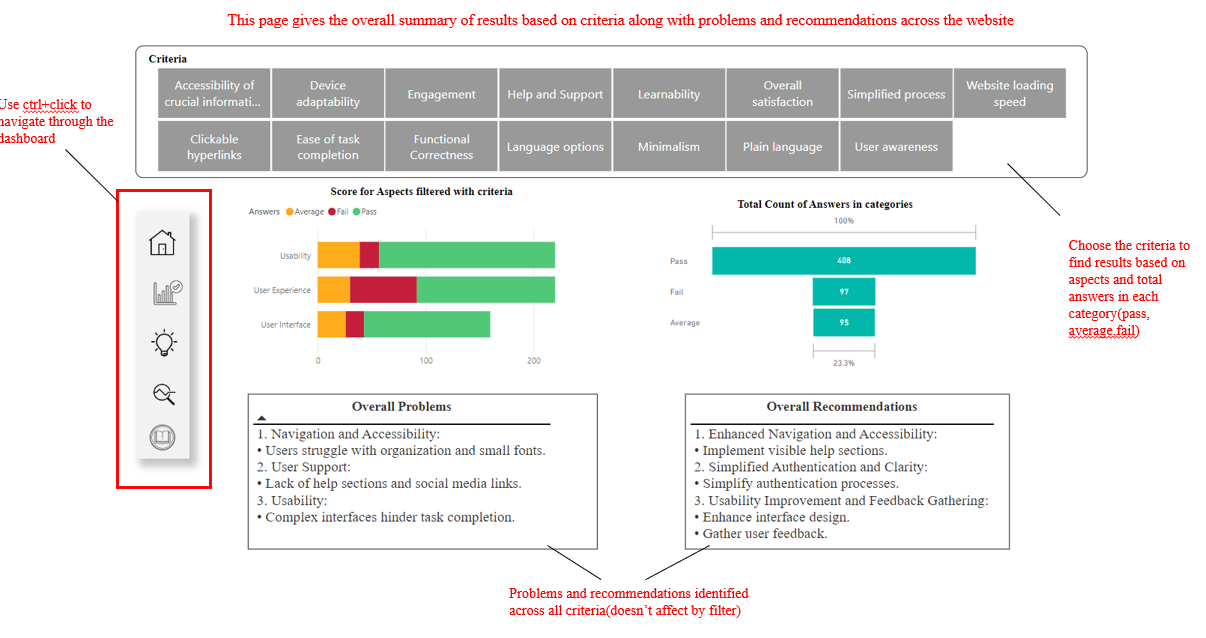 This page gives the overall summary of results based on criteria along with problems and recommendations across the website
Criteria
Accessibility of
crucial informati...
Device
adaptability
Engagement
Help and Support
Learnability
Overall
satisfaction
Simplified process
Website loading
speed
Clickable
hyperlinks
Ease of task
completion
Functional
Correctness
Language options
Minimalism
Plain language
User awareness
Use ctrl+click to
navigate through the
dashboard
Score for Aspects filtered with criteria
Answers Average Fail Pass
Usability
User Experience
User Interface
0 100 200
Total Count of Answers in categories
100%
Pass 408
Fail 97
Average 95
23.3%
Choose the criteria to
find results based on
aspects and total
answers in each
category(pass,
average,fail)
Overall Problems
1. Navigation and Accessibility:
• Users struggle with organization and small fonts.
2. User Support:
• Lack of help sections and social media links.
3. Usability:
• Complex interfaces hinder task completion.
Overall Recommendations
1. Enhanced Navigation and Accessibility:
• Implement visible help sections.
2. Simplified Authentication and Clarity:
• Simplify authentication processes.
3. Usability Improvement and Feedback Gathering:
• Enhance interface design.
• Gather user feedback.
Problems and recommendations identified
across all criteria(doesn't affect by filter)